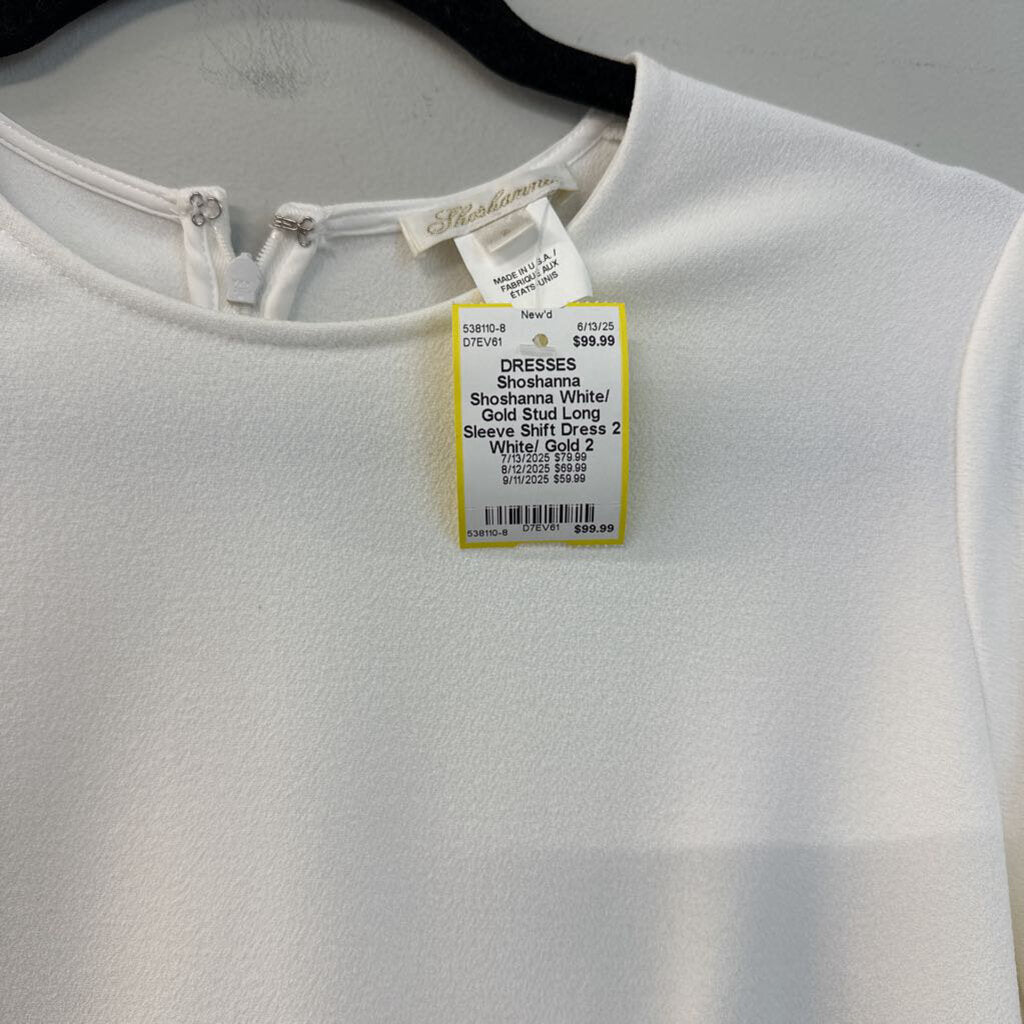 Shoshanna
MADE IN U.S.A. /
FABRIQUÉ AUX
ÉTATS-UNIS
New'd
538110-8 6/13/25
D7EV61 $99.99
DRESSES
Shoshanna
Shoshanna White/
Gold Stud Long
Sleeve Shift Dress 2
White/ Gold 2
7/13/2025 $79.99
8/12/2025 $69.99
9/11/2025 $59.99
538110-8 D7EV61 $99.99